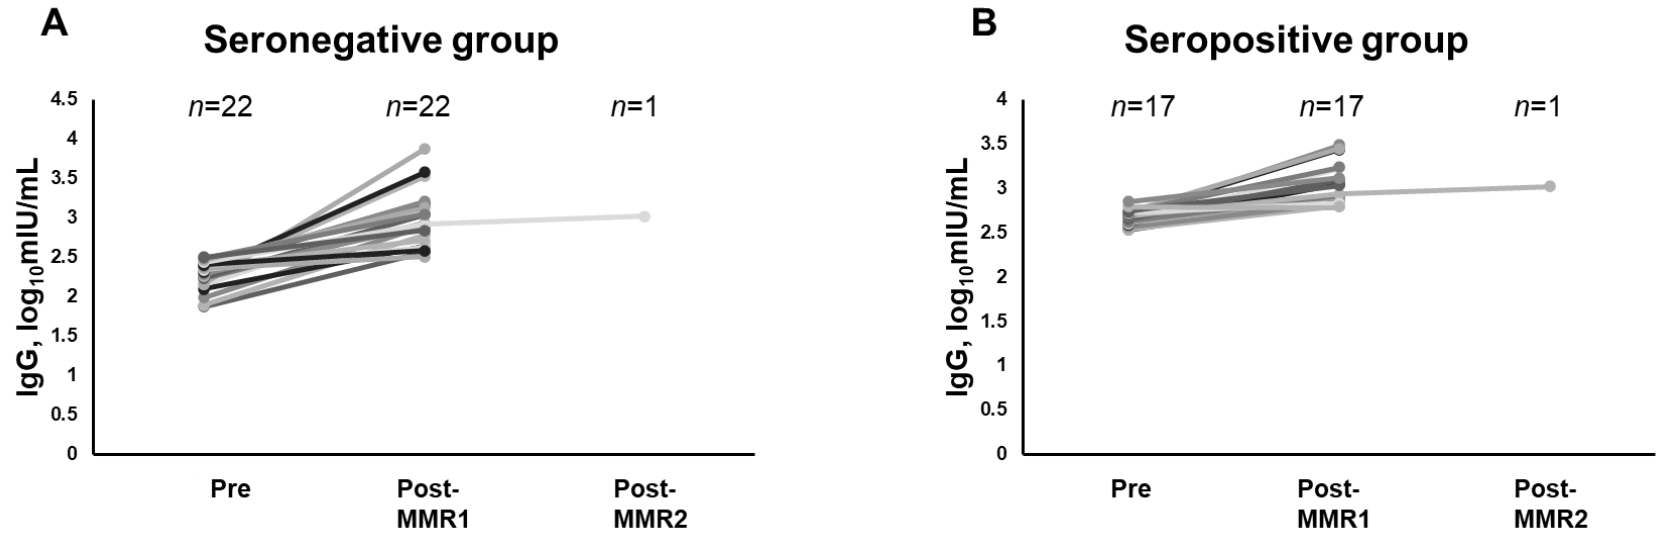 A
Seronegative group
n=22
n=22
n=1
IgG, log10mIU/mL
4.5
4
3.5
3
2.5
2
1.5
1
0.5
0
Pre
Post-
MMR1
Post-
MMR2
B
Seropositive group
n=17
n=17
n=1
IgG, log10mIU/mL
4
3.5
3
2.5
2
1.5
1
0.5
0
Pre
Post-
MMR1
Post-
MMR2